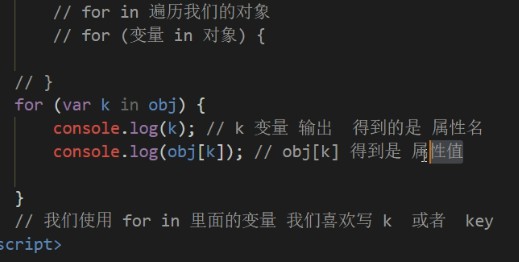 // for in 遍历我们的对象
// for (变量 in 对象) {
// }
for (var k in obj) {
console.log(k); // k 变量 输出 得到的是 属性名
console.log(obj[k]); // obj[k] 得到是 属性值
}
// 我们使用 for in 里面的变量 我们喜欢写 k 或者 key
script>